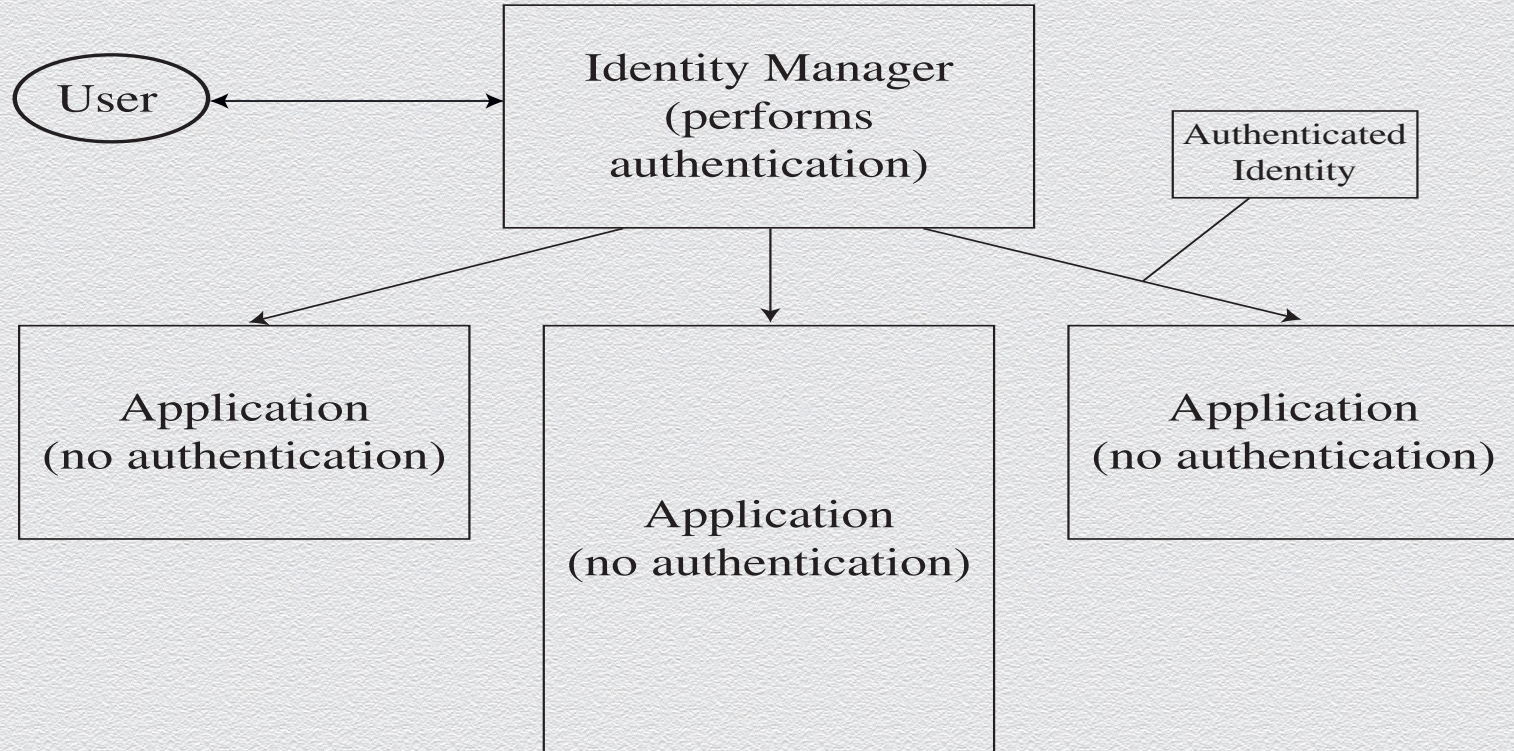 User
Identity Manager
(performs
authentication)
Authenticated
Identity
Application
(no authentication)
Application
(no authentication)
Application
(no authentication)